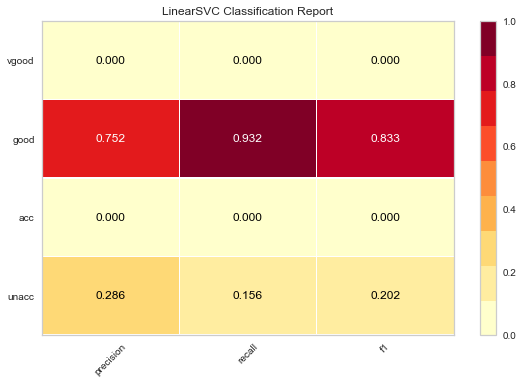 LinearSVC Classification Report
vgood 0.000 0.000 0.000
good 0.752 0.932 0.833
acc 0.000 0.000 0.000
unacc 0.286 0.156 0.202
precision recall f1
1.0
0.8
0.6
0.4
0.2
0.0